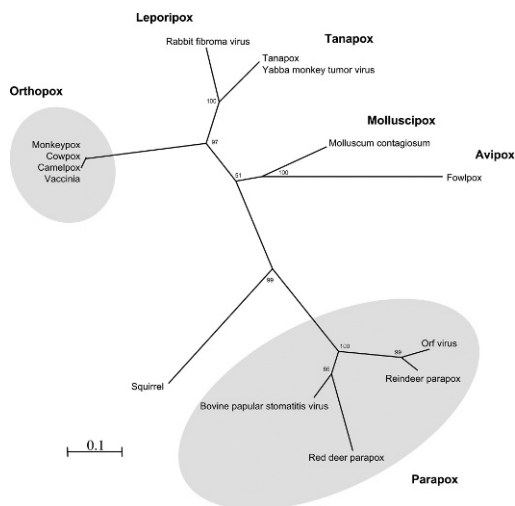 Leporipox
Rabbit fibroma virus
Tanapox
Tanapox
Yabba monkey tumor virus
Orthopox
Monkeypox
Cowpox
Camelpox
Vaccinia
100
97
Molluscipox
Molluscum contagiosum
Avipox
51
100
Fowlpox
99
Squirrel
100
99
Orf virus
Reindeer parapox
Bovine papular stomatitis virus
Red deer parapox
Parapox
0.1